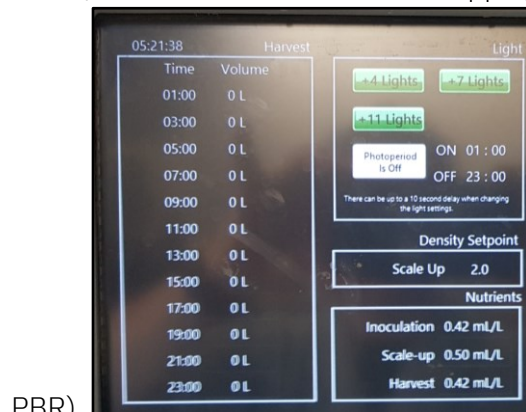 05:21:38 Harvest
Time Volume
01:00 0 L
03:00 0 L
05:00 0 L
07:00 0 L
09:00 0 L
11:00 0 L
13:00 0 L
15:00 0 L
17:00 0 L
19:00 0 L
21:00 0 L
23:00 0 L
Light
+4 Lights +7 Lights
+11 Lights
Photoperiod
Is Off
ON 01 : 00
OFF 23 : 00
There can be up to a 10 second delay when changing
the light settings.
Density Setpoint
Scale Up 2.0
Nutrients
Inoculation 0.42 mL/L
Scale-up 0.50 mL/L
Harvest 0.42 mL/L
PBR)